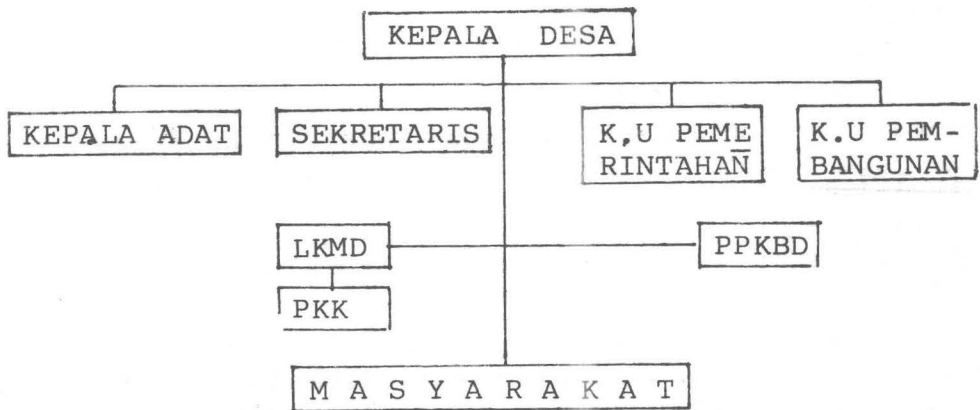 KEPALA DESA
KEPALA ADAT
SEKRETARIS
K,U PEME
RINTAHAN
K.U PEM-
BANGUNAN
LKMD
PPKBD
PKK
M A S Y A R A K A T